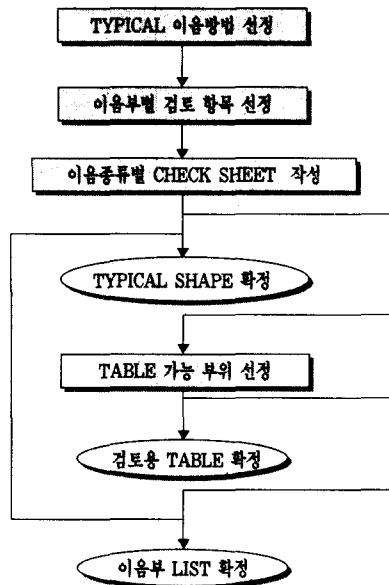 TYPICAL 이음방법 선정
이음부별 검토 항목 선정
이음종류별 CHECK SHEET 작성
TYPICAL SHAPE 확정
TABLE 가능 부위 선정
검토용 TABLE 확정
이음부 LIST 확정